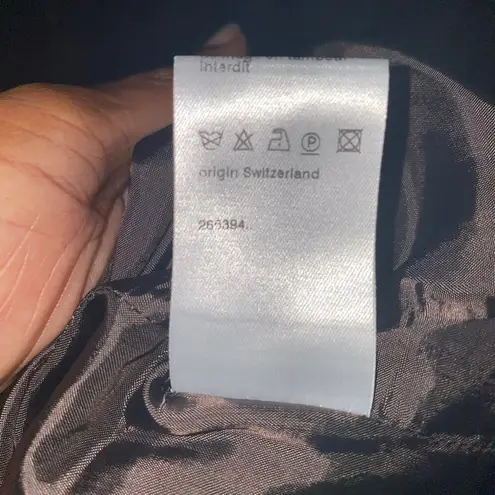 interdit
P
origin Switzerland
266394.